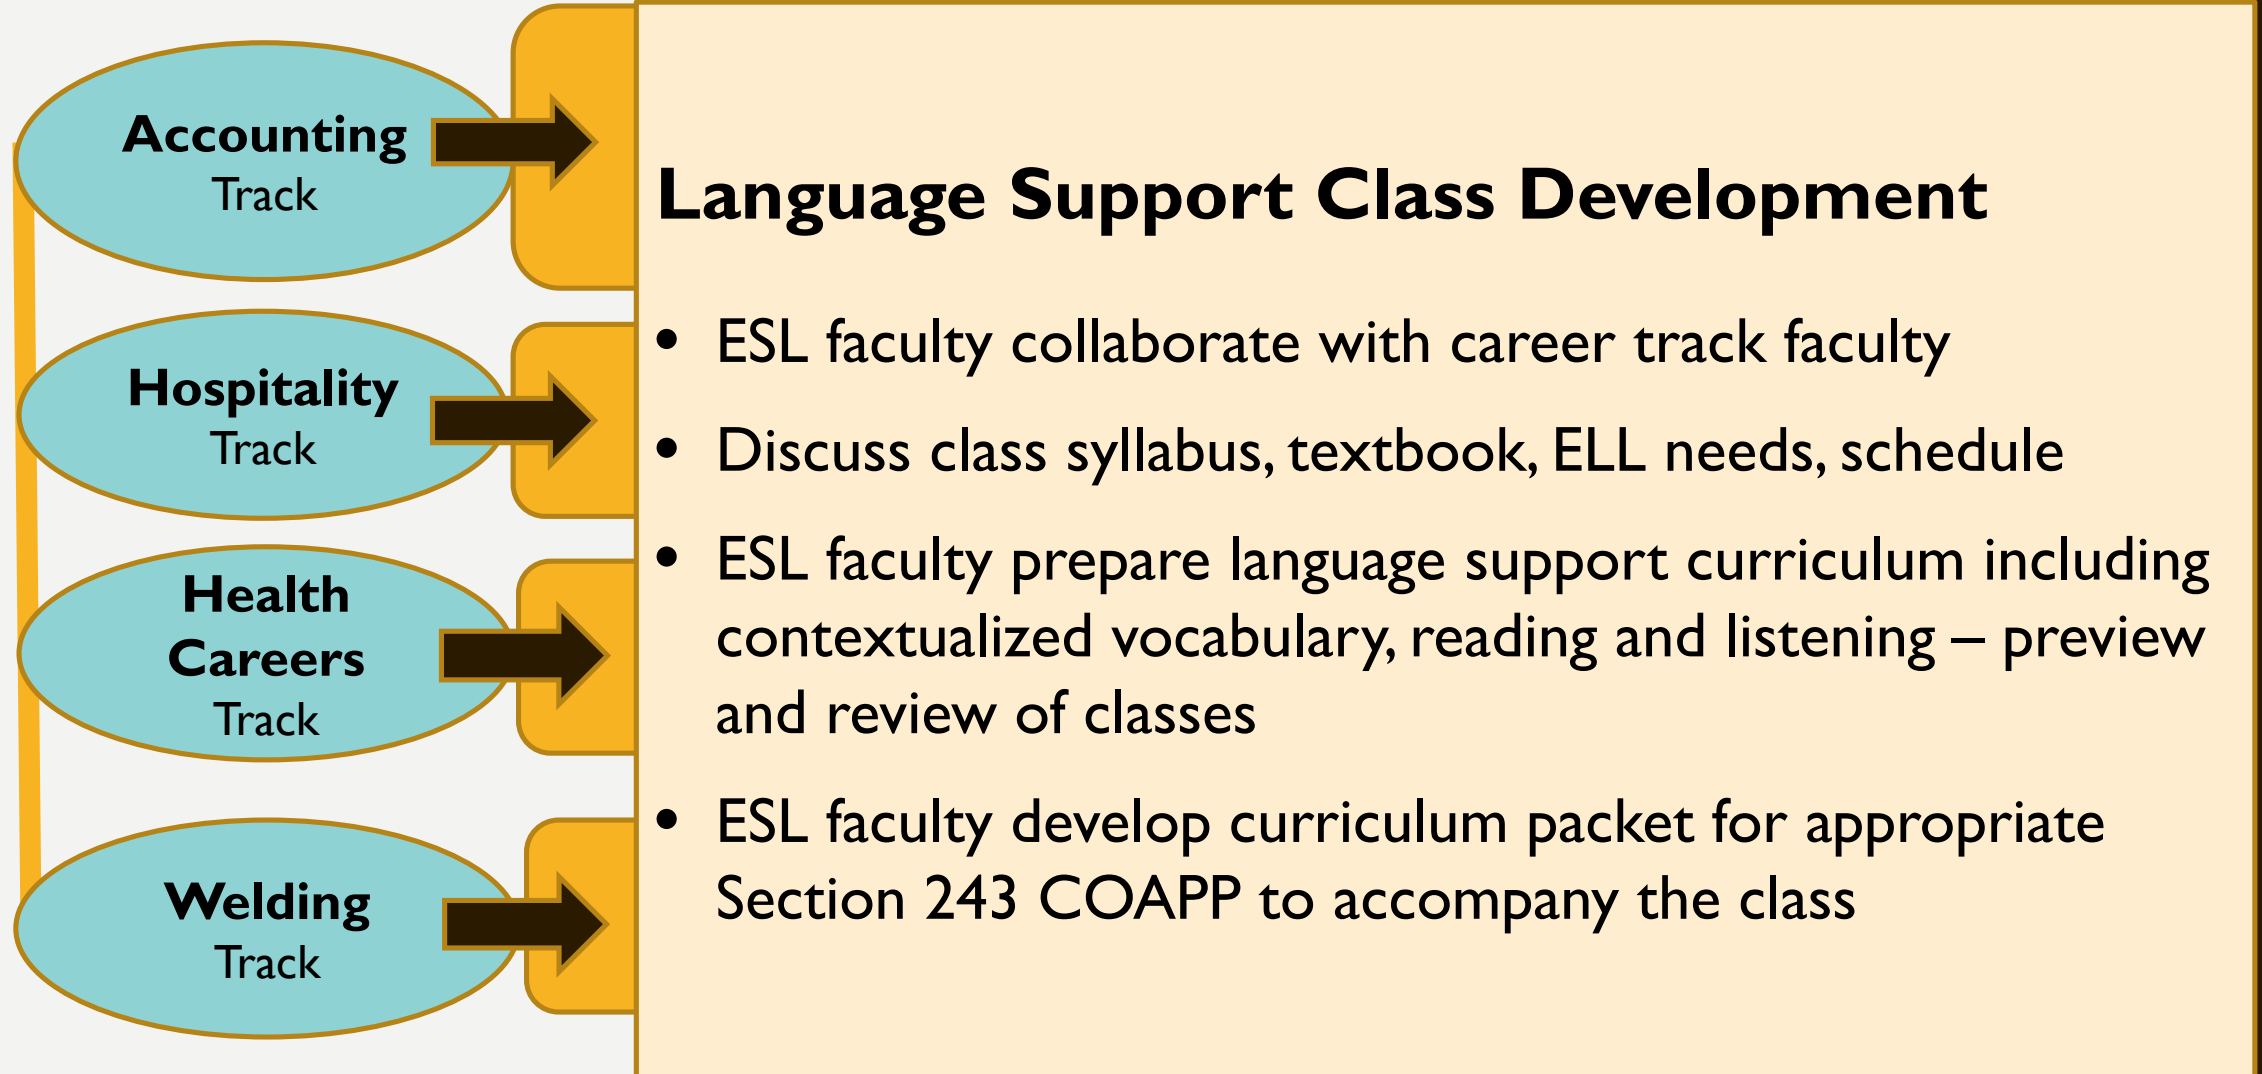 Accounting
Track
Hospitality
Track
Health
Careers
Track
Welding
Track
Language Support Class Development
• ESL faculty collaborate with career track faculty
• Discuss class syllabus, textbook, ELL needs, schedule
• ESL faculty prepare language support curriculum including
contextualized vocabulary, reading and listening – preview
and review of classes
• ESL faculty develop curriculum packet for appropriate
Section 243 COAPP to accompany the class